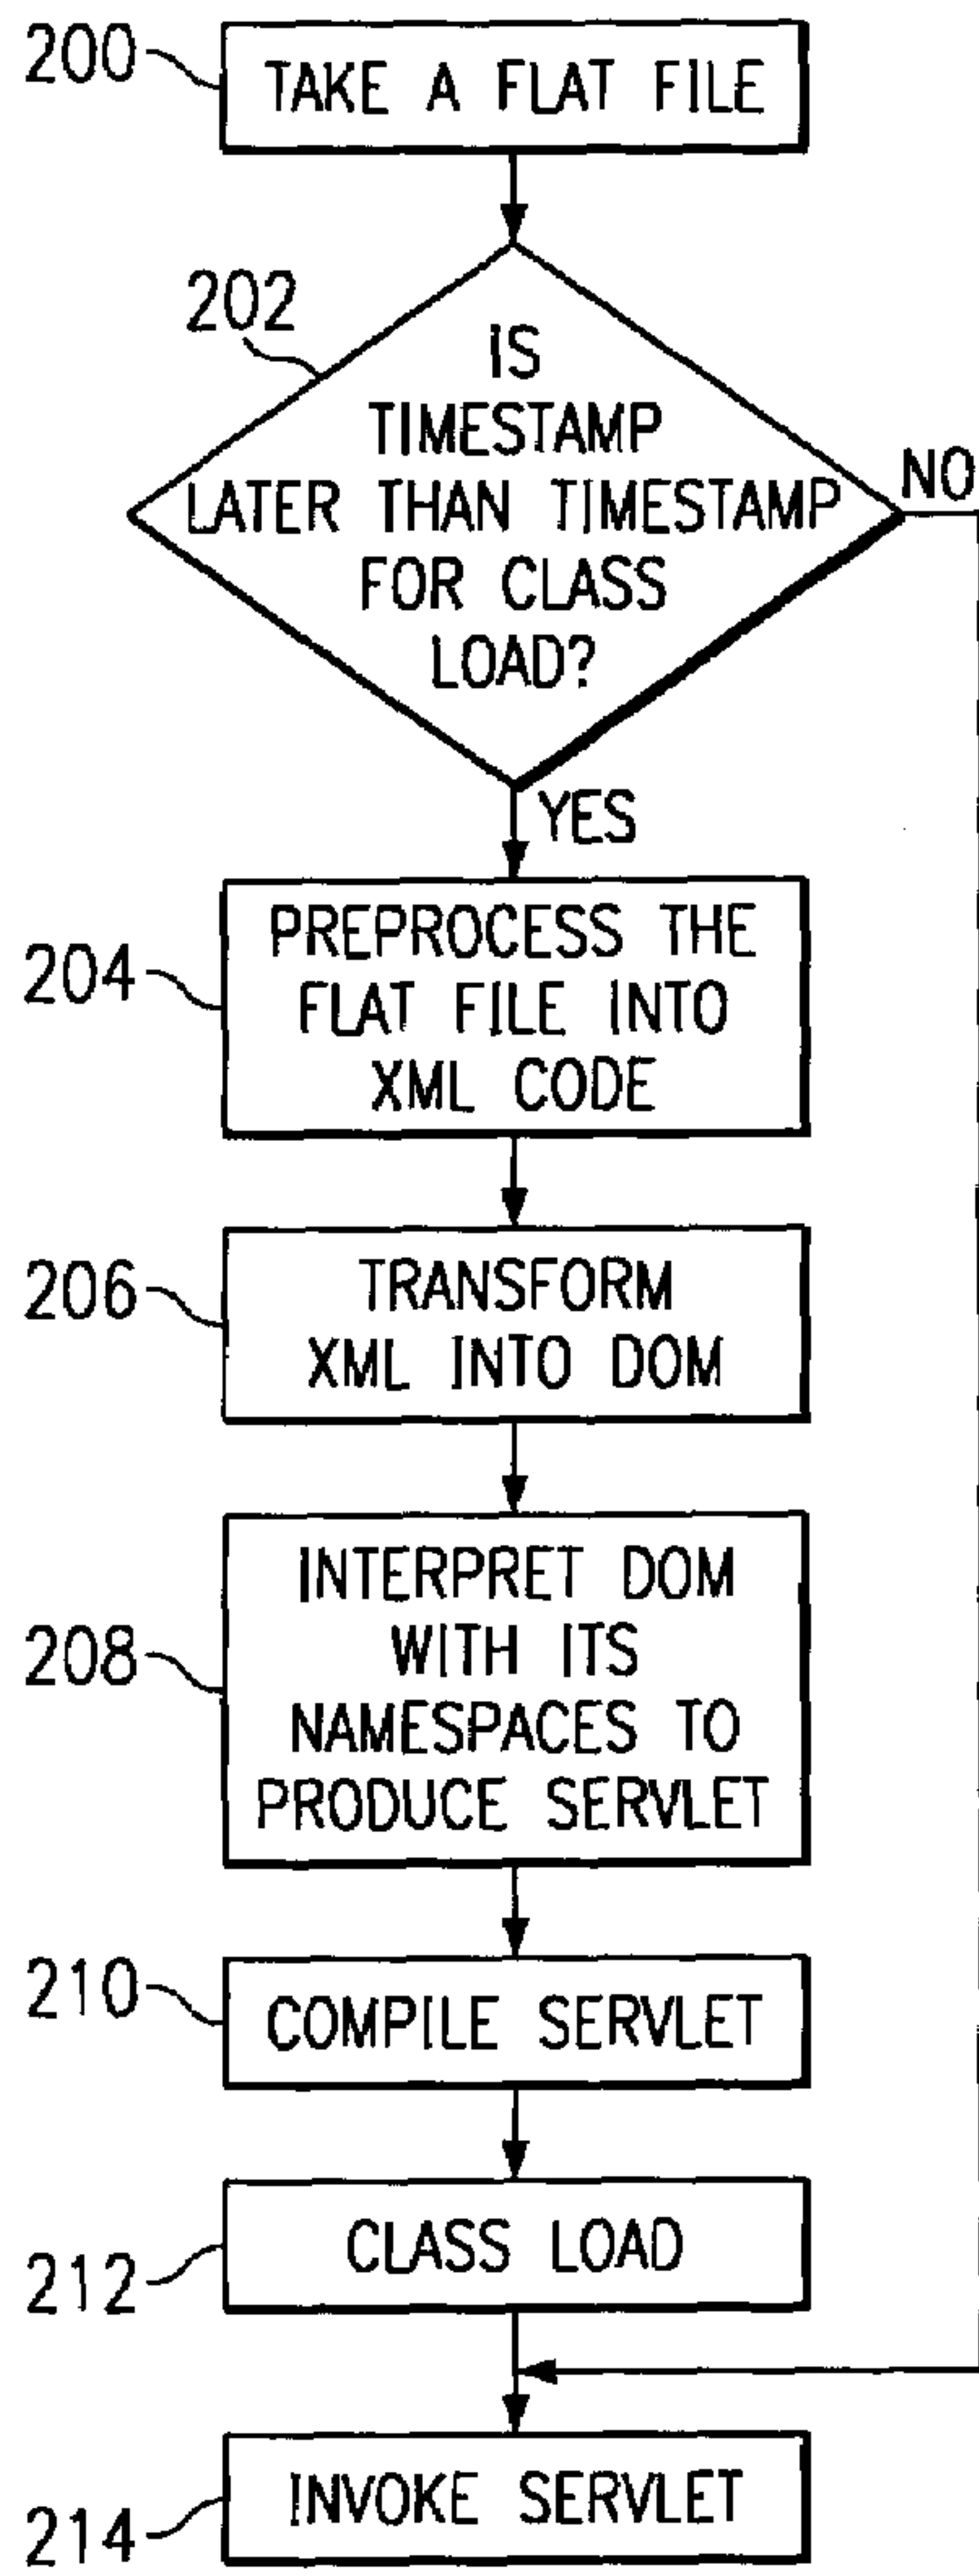 200
TAKE A FLAT FILE
202
IS
TIMESTAMP
LATER THAN TIMESTAMP
FOR CLASS
LOAD?
NO
YES
204
PREPROCESS THE
FLAT FILE INTO
XML CODE
206
TRANSFORM
XML INTO DOM
208
INTERPRET DOM
WITH ITS
NAMESPACES TO
PRODUCE SERVLET
210
COMPILE SERVLET
212
CLASS LOAD
214
INVOKE SERVLET